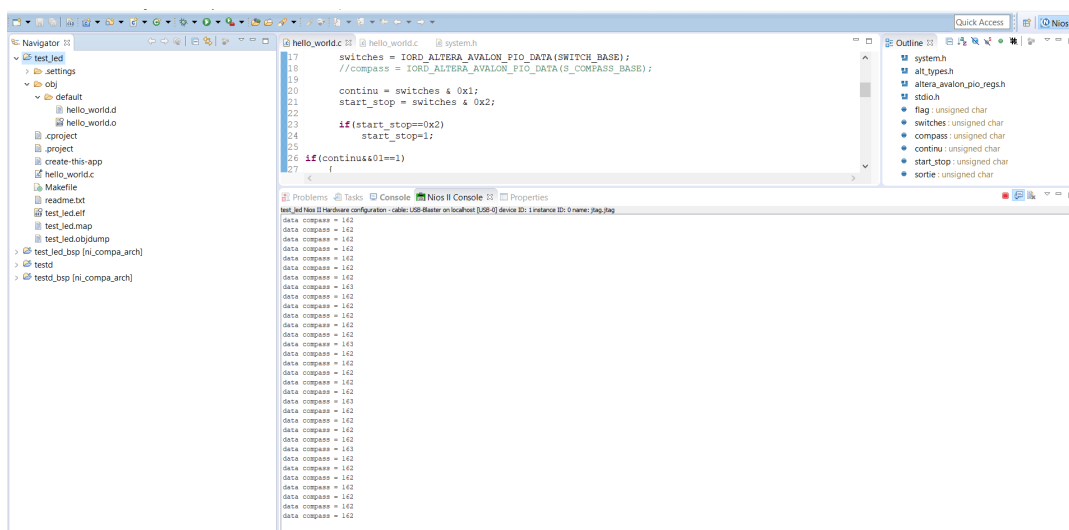 Quick Access
Nios
Navigator
test_led
.settings
obj
default
hello_world.d
hello_world.o
.cproject
.project
create-this-app
hello_world.c
Makefile
readme.txt
test_led.elf
test_led.map
test_led.objdump
test_led_bsp [ni_compa_arch]
testd
testd_bsp [ni_compa_arch]
hello_world.c
hello_world.c
system.h
17 switches = IORD_ALTERA_AVALON_PIO_DATA(SWITCH_BASE);
18 //compass = IORD_ALTERA_AVALON_PIO_DATA(S_COMPASS_BASE);
19
20 continu = switches & 0x1;
21 start_stop = switches & 0x2;
22
23 if(start_stop==0x2)
24 start_stop=1;
25
26 if(continu&&01==1)
27 {
Outline
system.h
alt_types.h
altera_avalon_pio_regs.h
stdio.h
flag : unsigned char
switches : unsigned char
compass : unsigned char
continu : unsigned char
start_stop : unsigned char
sortie : unsigned char
Problems Tasks Console Nios II Console Properties
test_led Nios II Hardware configuration - cable: USB-Blaster on localhost [USB-0] device ID: 1 instance ID: 0 name: jtag.jtag
data compass = 162
data compass = 162
data compass = 162
data compass = 162
data compass = 162
data compass = 162
data compass = 162
data compass = 163
data compass = 162
data compass = 162
data compass = 162
data compass = 162
data compass = 162
data compass = 163
data compass = 162
data compass = 162
data compass = 162
data compass = 162
data compass = 162
data compass = 163
data compass = 162
data compass = 162
data compass = 162
data compass = 162
data compass = 163
data compass = 162
data compass = 162
data compass = 162
data compass = 162
data compass = 162
data compass = 162
data compass = 162